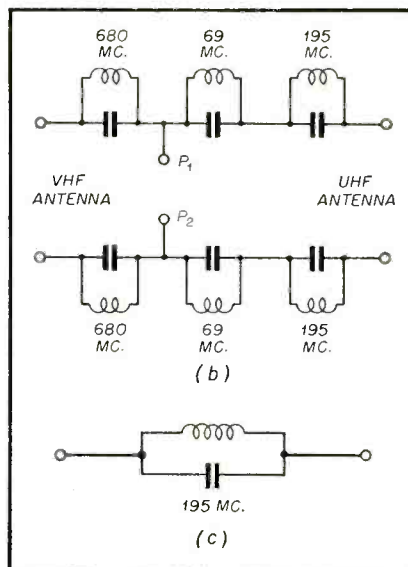 680 69 195
MC. MC. MC.
P1
VHF UHF
ANTENNA ANTENNA
P2
680 69 195
MC. MC. MC.
(b)
195 MC.
(c)